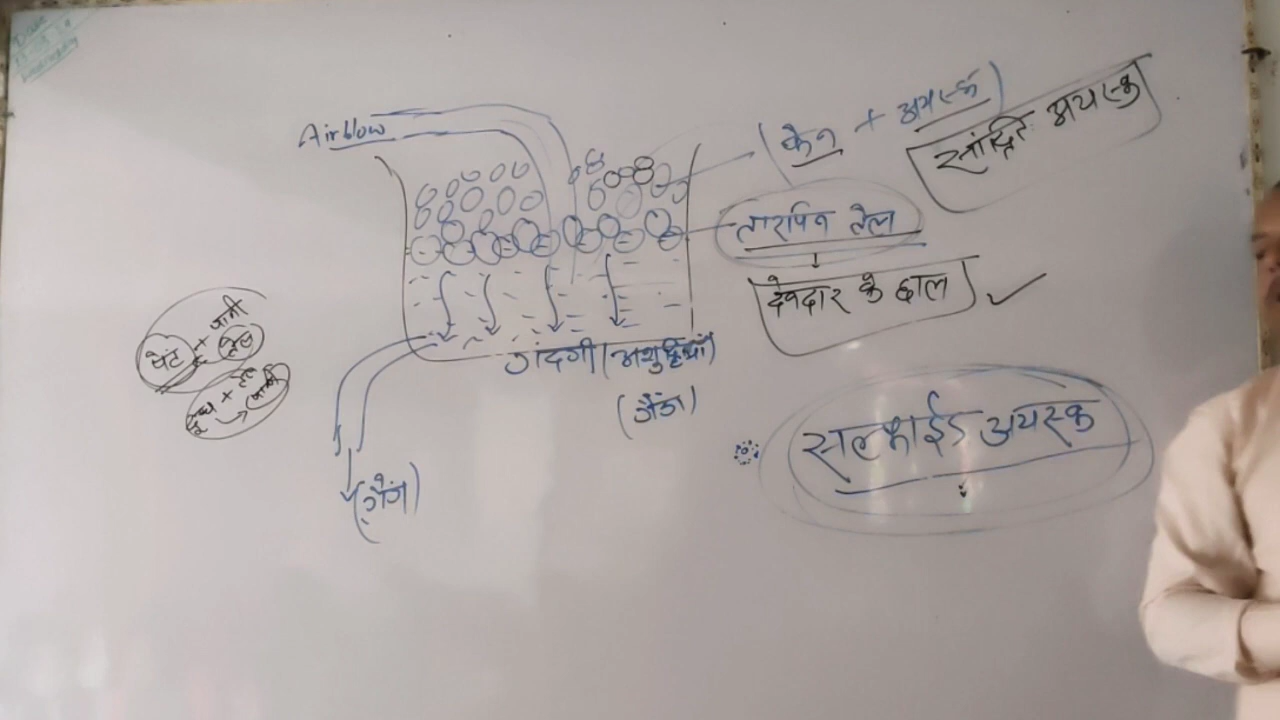 Airblow
फेन + अयस्क
सांद्रित अयस्क
तारपिन तेल
देवदार के छाल
पेंट + पानी
तेल
गंदगी (अशुद्धियाँ)
(गैंग)
(गैंग)
सल्फाईड अयस्क